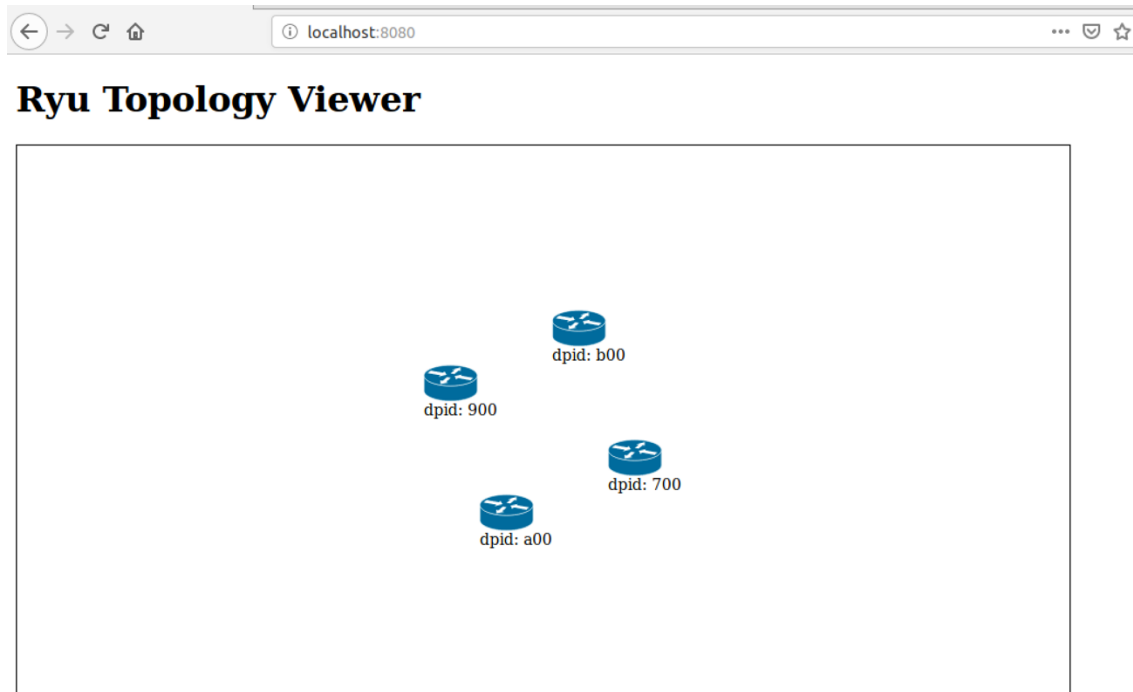 localhost:8080
Ryu Topology Viewer
dpid: b00
dpid: 900
dpid: 700
dpid: a00